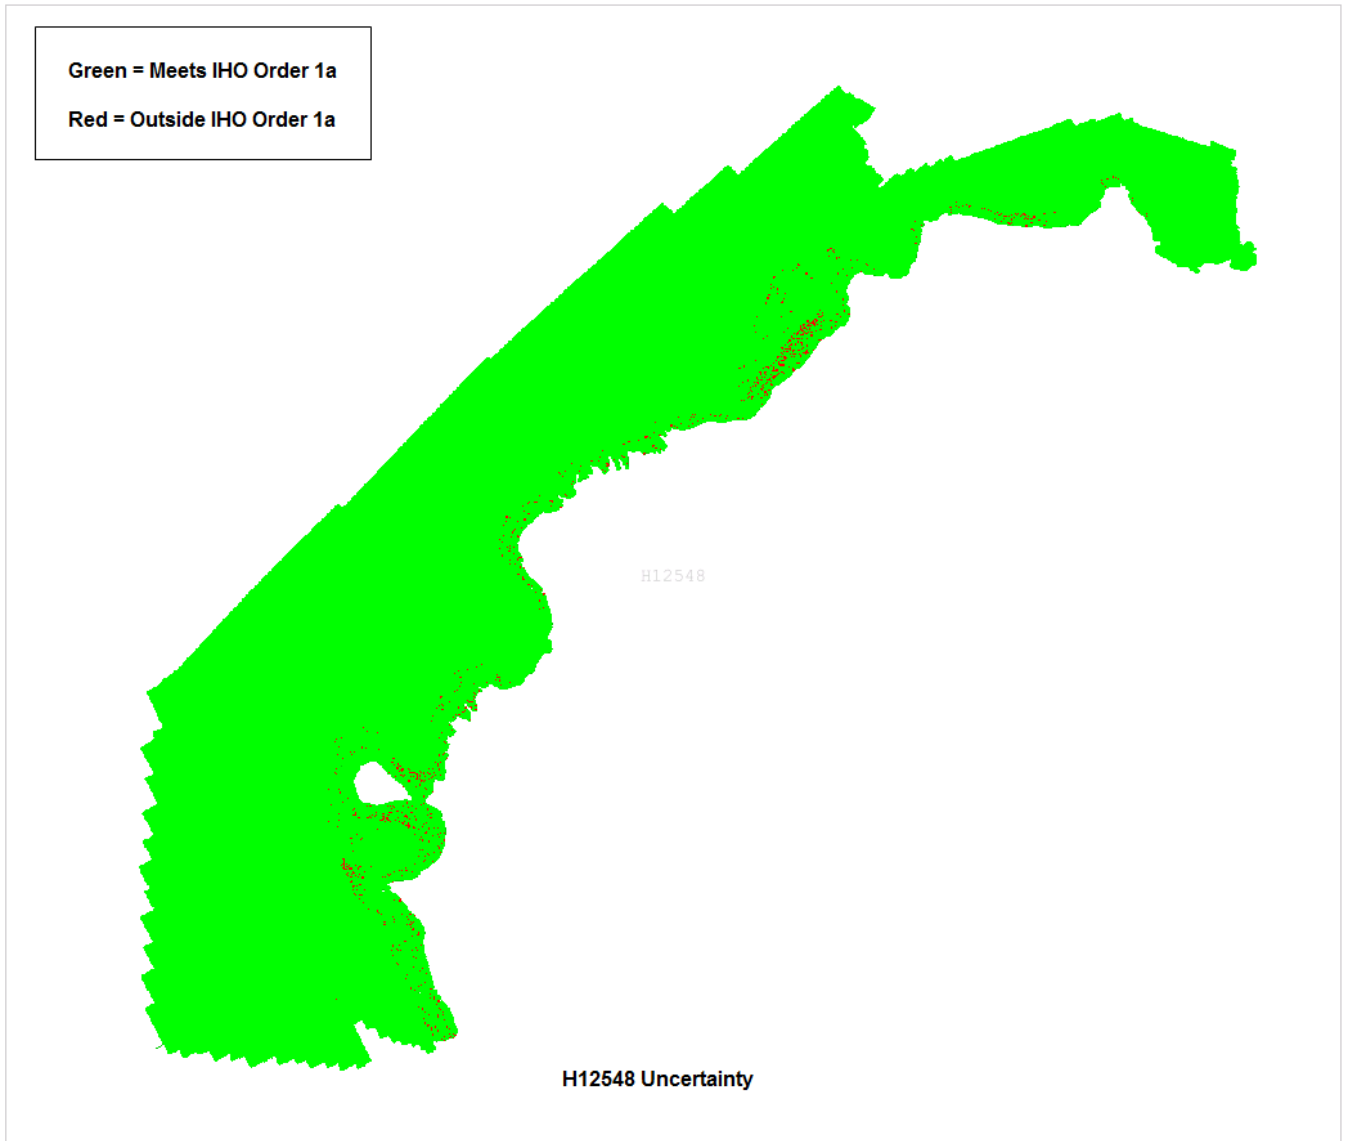 Green = Meets IHO Order 1a
Red = Outside IHO Order 1a
H12548
H12548 Uncertainty